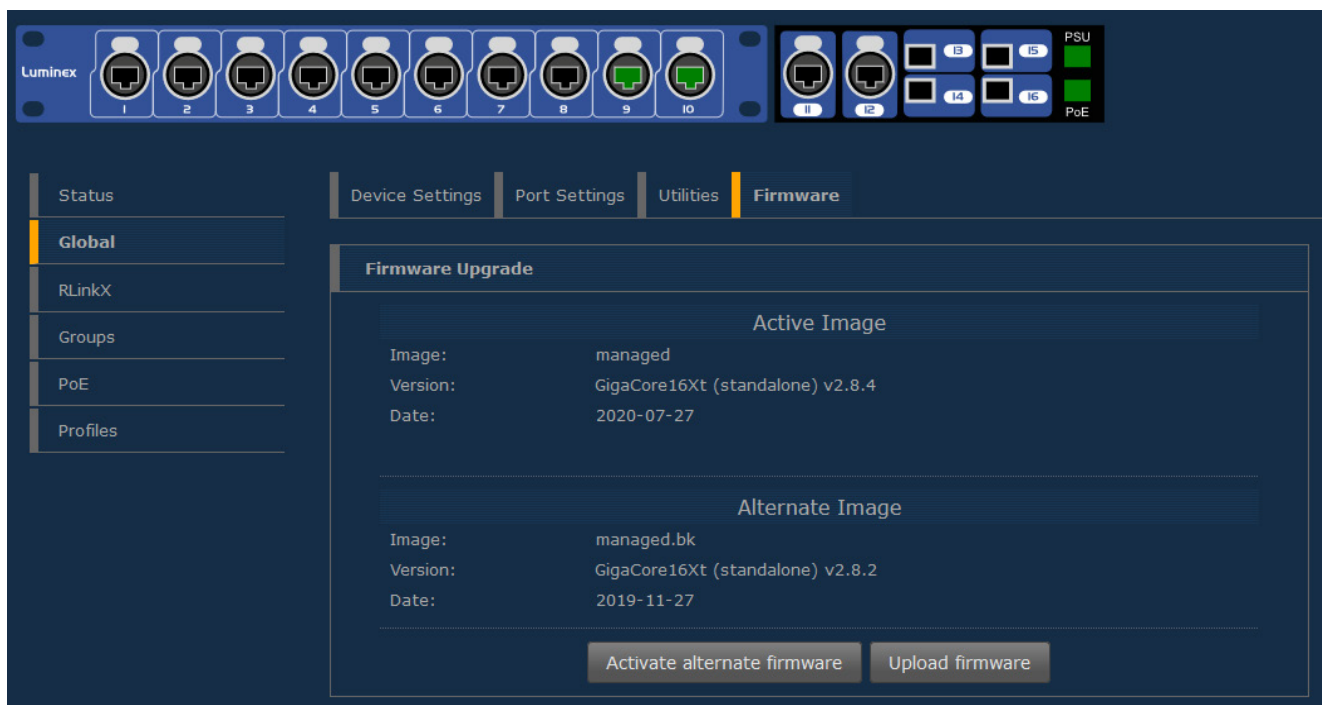 PSU
Luminex
1 2 3 4 5 6 7 8 9 10 11 12 13 14 15 16
PoE
Status
Global
RLinkX
Groups
PoE
Profiles
Device Settings Port Settings Utilities Firmware
Firmware Upgrade
Active Image
Image: managed
Version: GigaCore16Xt (standalone) v2.8.4
Date: 2020-07-27
Alternate Image
Image: managed.bk
Version: GigaCore16Xt (standalone) v2.8.2
Date: 2019-11-27
Activate alternate firmware Upload firmware